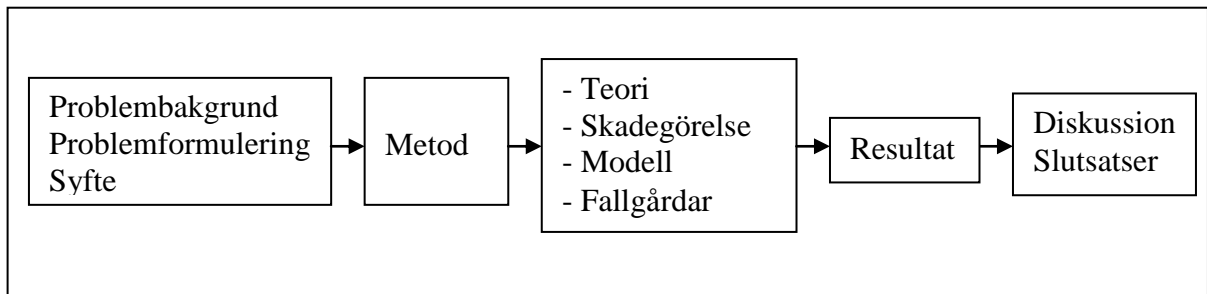 Problembakgrund
Problemformulering
Syfte
Metod
- Teori
- Skadegörelse
- Modell
- Fallgårdar
Resultat
Diskussion
Slutsatser